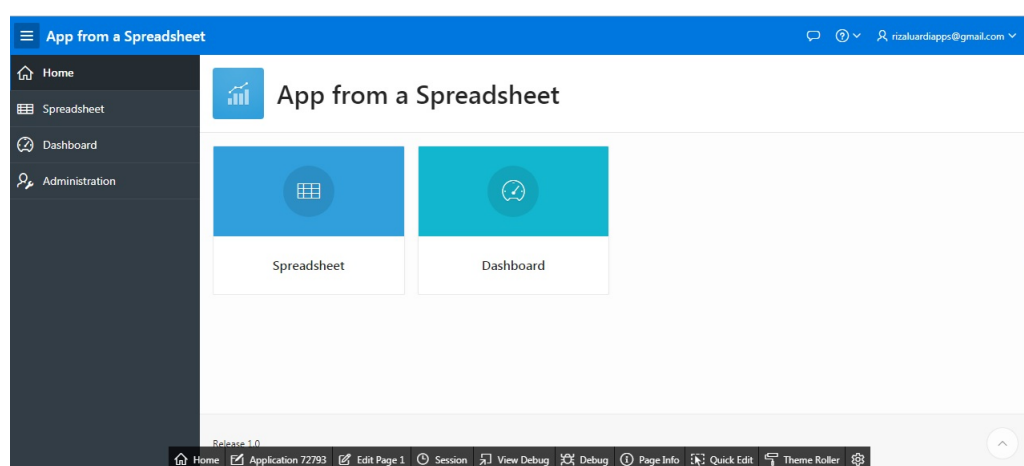 App from a Spreadsheet
rizaluardiapps@gmail.com
Home
Spreadsheet
Dashboard
Administration
App from a Spreadsheet
Spreadsheet Dashboard
Release 1.0
Home Application 72793 Edit Page 1 Session View Debug Debug Page Info Quick Edit Theme Roller